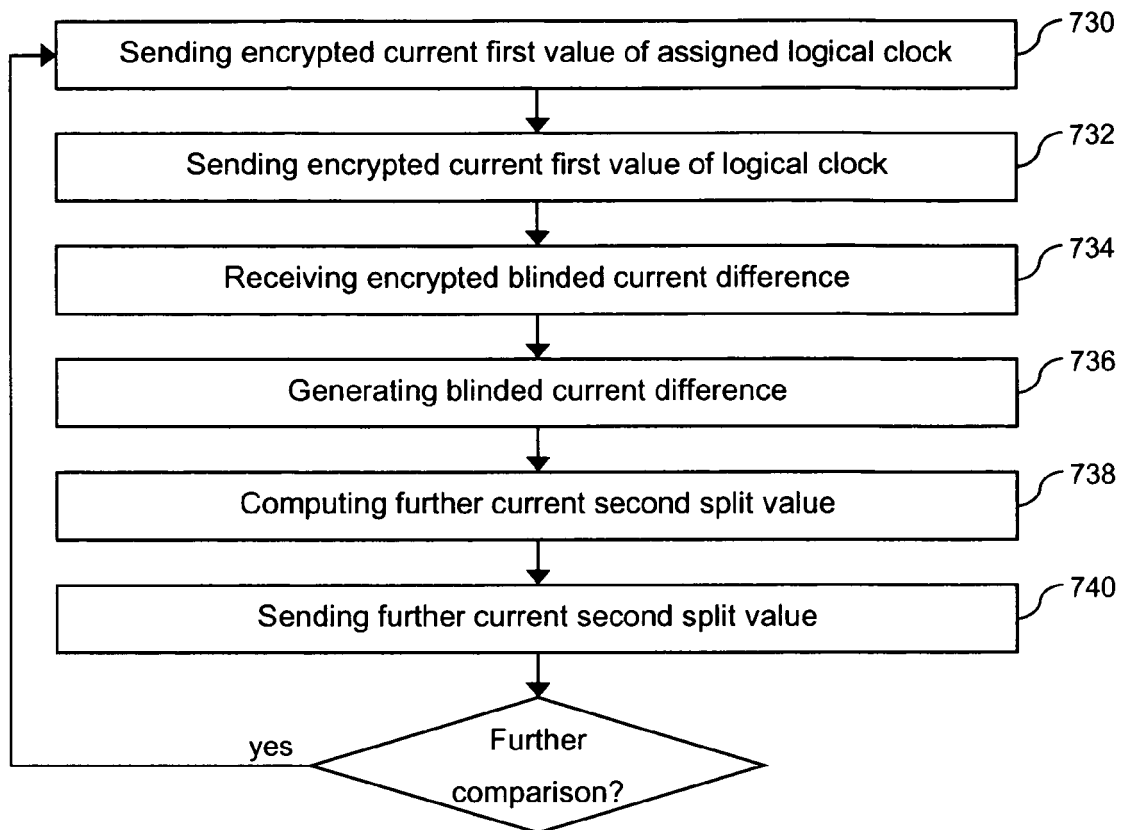 730
Sending encrypted current first value of assigned logical clock
732
Sending encrypted current first value of logical clock
734
Receiving encrypted blinded current difference
736
Generating blinded current difference
738
Computing further current second split value
740
Sending further current second split value
yes
Further
comparison?